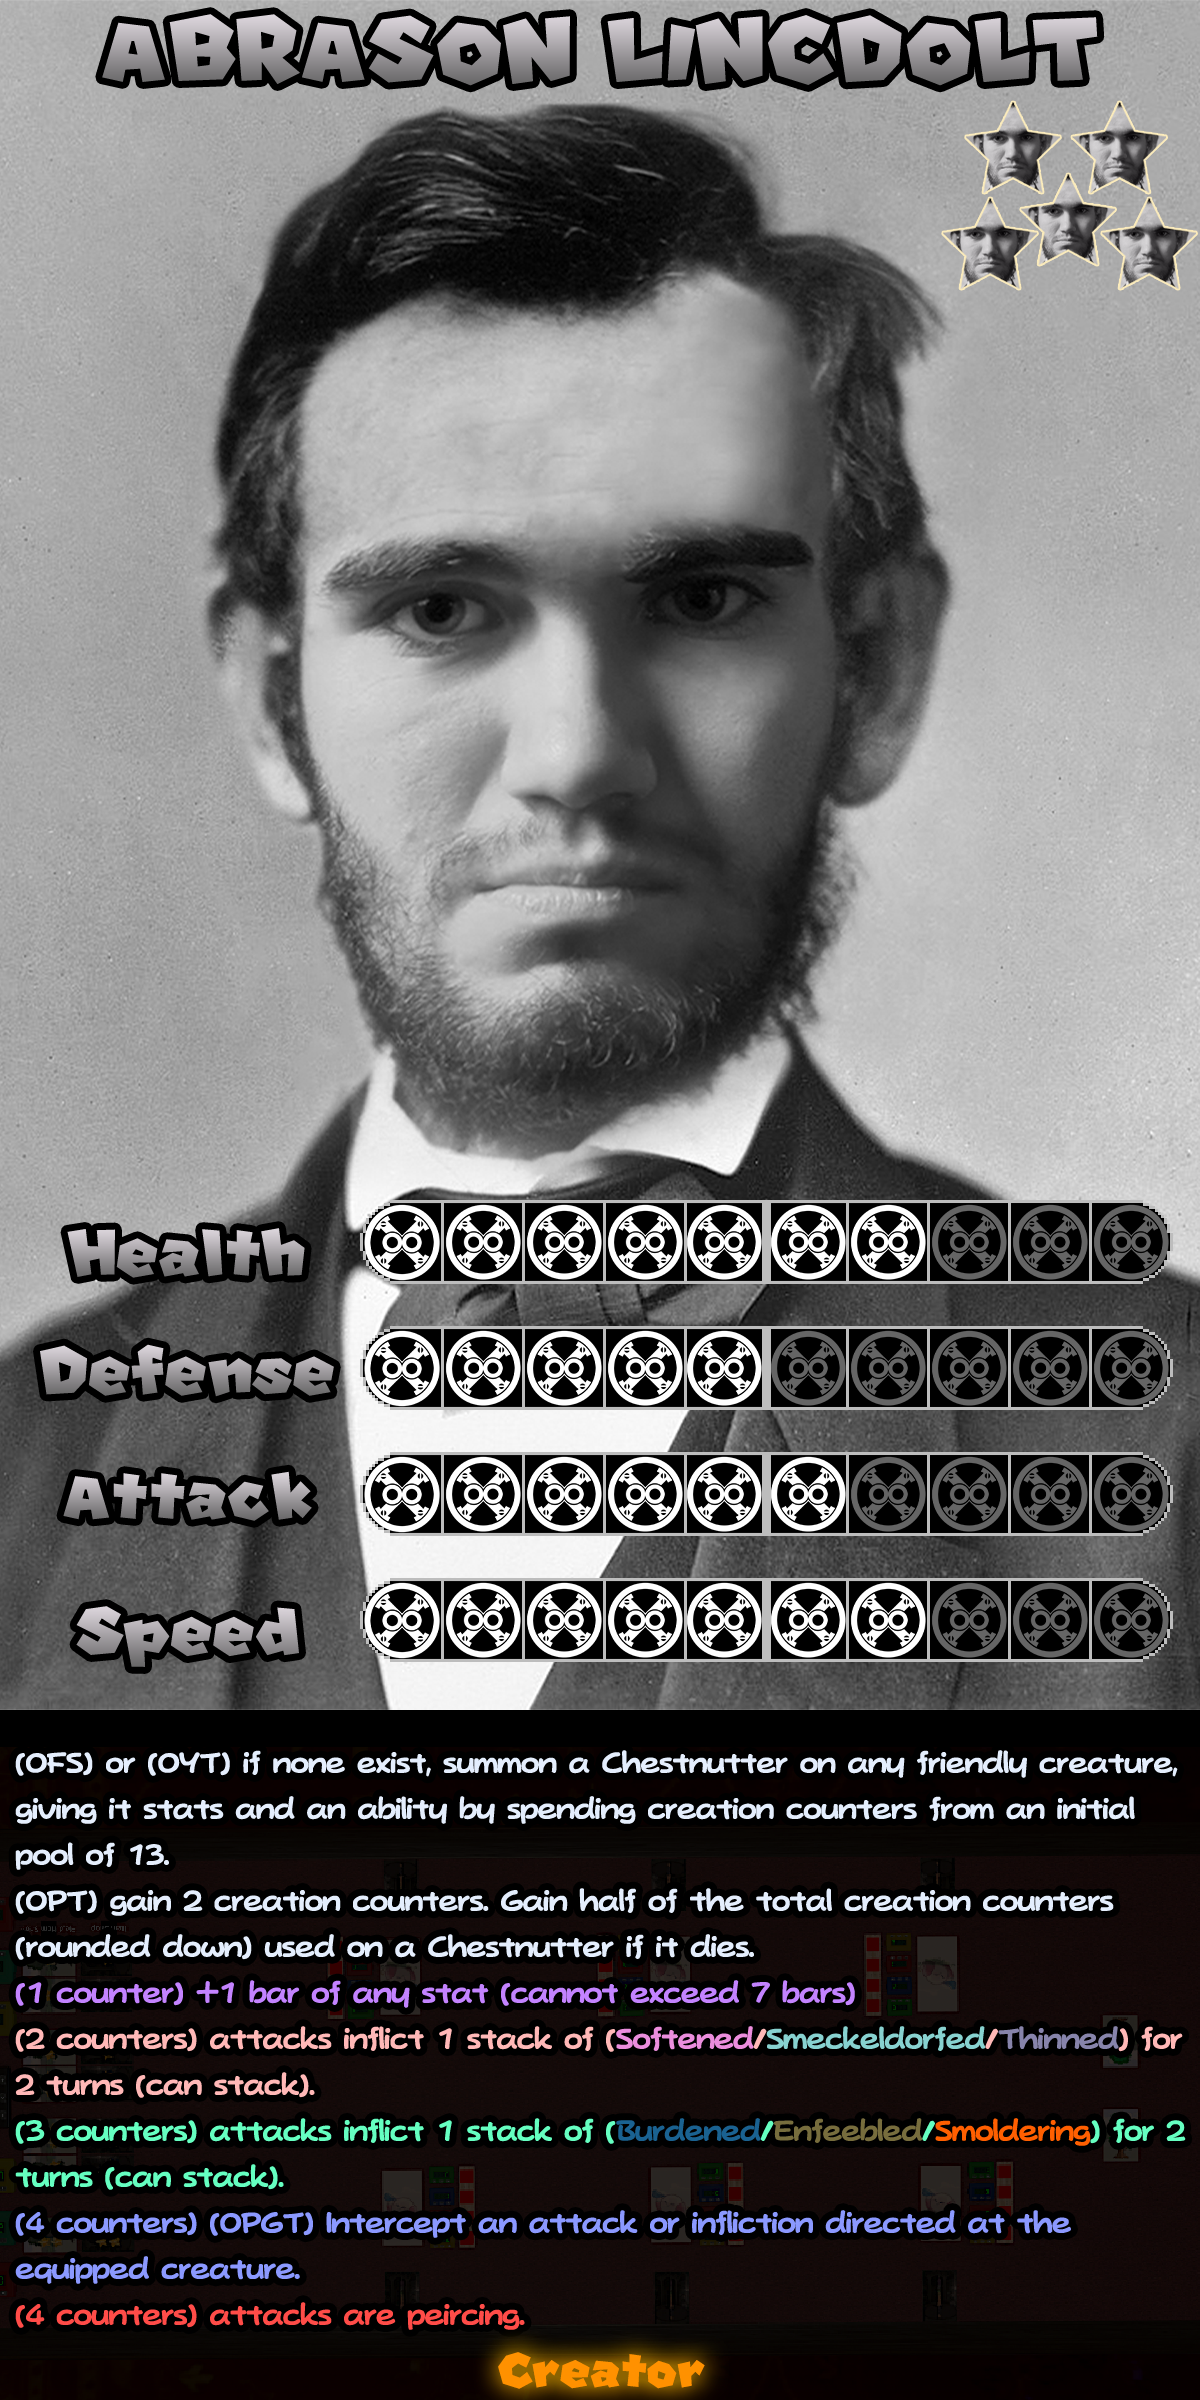 ABRASON LINCDOLT
Health
Defense
Attack
Speed
(OFS) or (OYT) if none exist, summon a Chestnutter on any friendly creature,
giving it stats and an ability by spending creation counters from an initial
pool of 13.
(OPT) gain 2 creation counters. Gain half of the total creation counters
(rounded down) used on a Chestnutter if it dies.
(1 counter) +1 bar of any stat (cannot exceed 7 bars)
(2 counters) attacks inflict 1 stack of (Softened/Smeckeldorfed/Thinned) for
2 turns (can stack).
(3 counters) attacks inflict 1 stack of (Burdened/Enfeebled/Smoldering) for 2
turns (can stack).
(4 counters) (OPGT) Intercept an attack or infliction directed at the
equipped creature.
(4 counters) attacks are peircing.
Creator